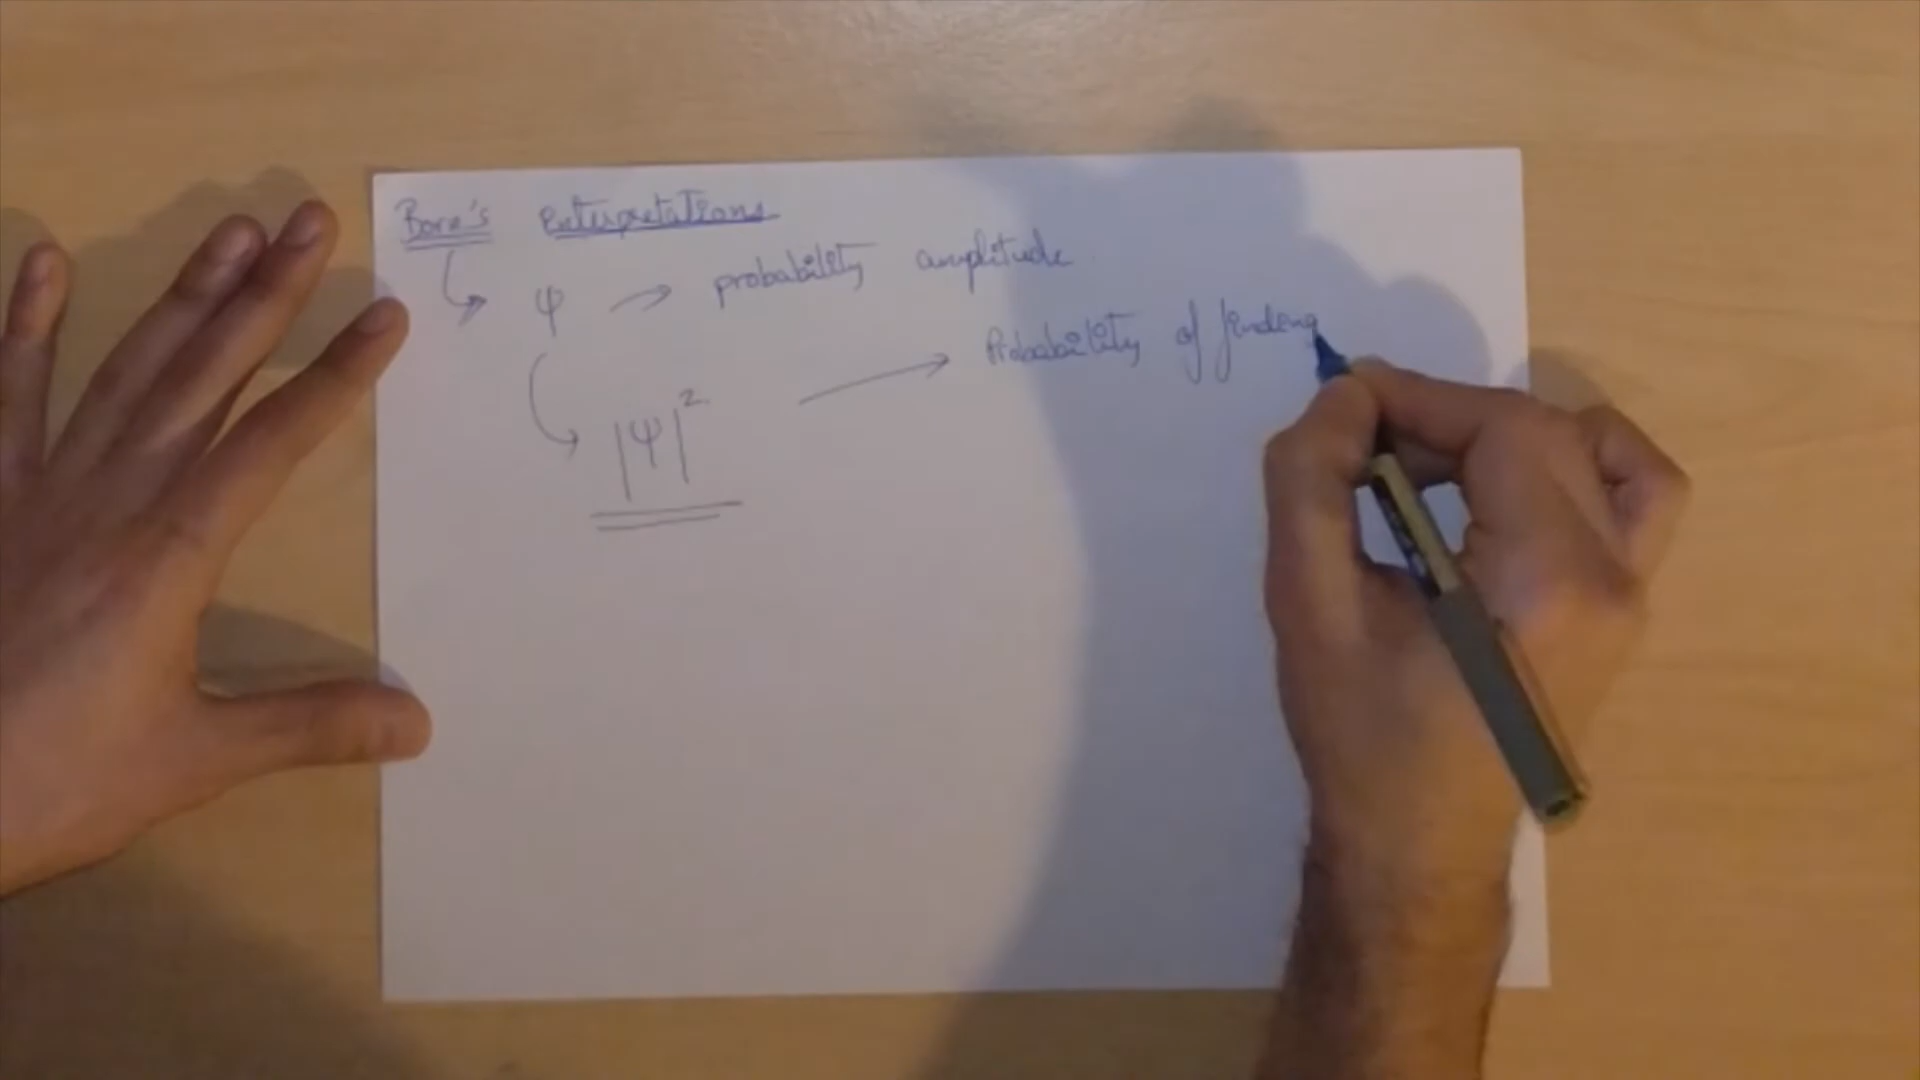 Born's interpretations
ψ → probability amplitude
|ψ|² → Probability of finding